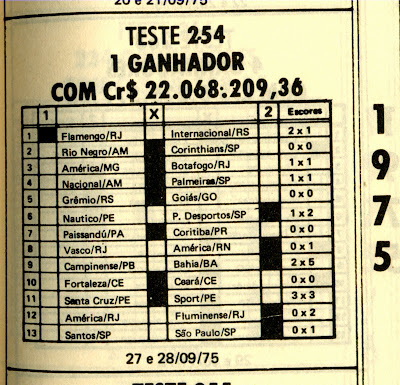 20 e 21/09/75
TESTE 254
1 GANHADOR
COM Cr$ 22.068.209,36
1 X 2 Escores
1 Flamengo/RJ Internacional/RS 2 x 1
2 Rio Negro/AM Corinthians/SP 0 x 0
3 América/MG Botafogo/RJ 1 x 1
4 Nacional/AM Palmeiras/SP 1 x 1
5 Grêmio/RS Goiás/GO 0 x 0
6 Nautico/PE P. Desportos/SP 1 x 2
7 Paissandú/PA Coritiba/PR 0 x 0
8 Vasco/RJ América/RN 0 x 1
9 Campinense/PB Bahia/BA 2 x 5
10 Fortaleza/CE Ceará/CE 0 x 0
11 Santa Cruz/PE Sport/PE 3 x 3
12 América/RJ Fluminense/RJ 0 x 2
13 Santos/SP São Paulo/SP 0 x 1
27 e 28/09/75
1
9
7
5